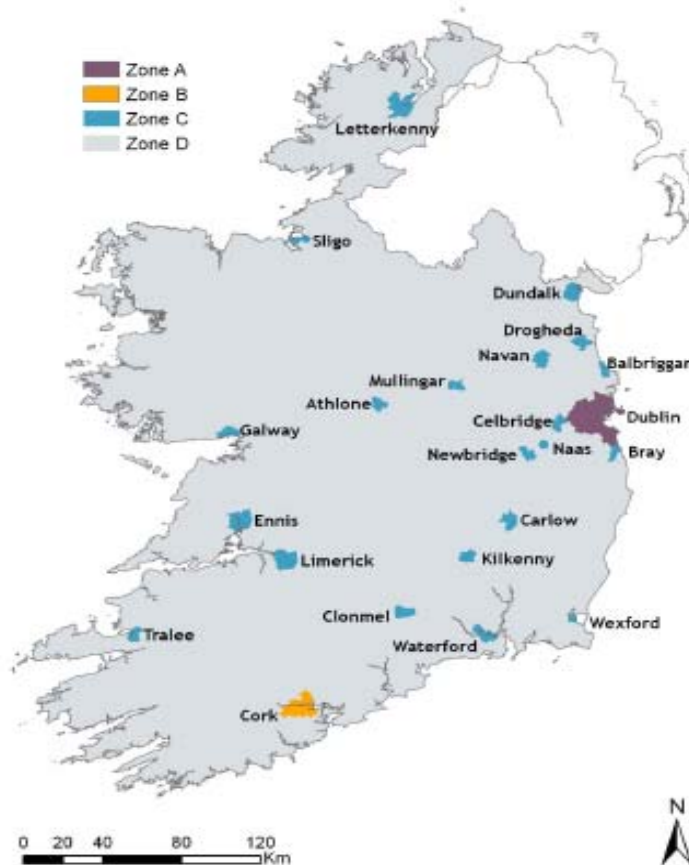 Zone A
Zone B
Zone C
Zone D
Letterkenny
Sligo
Dundalk
Drogheda
Navan
Balbriggan
Mullingar
Athlone
Celbridge
Dublin
Galway
Newbridge
Naas
Bray
Ennis
Carlow
Limerick
Kilkenny
Clonmel
Wexford
Tralee
Waterford
Cork
N
0 20 40 80 120
Km